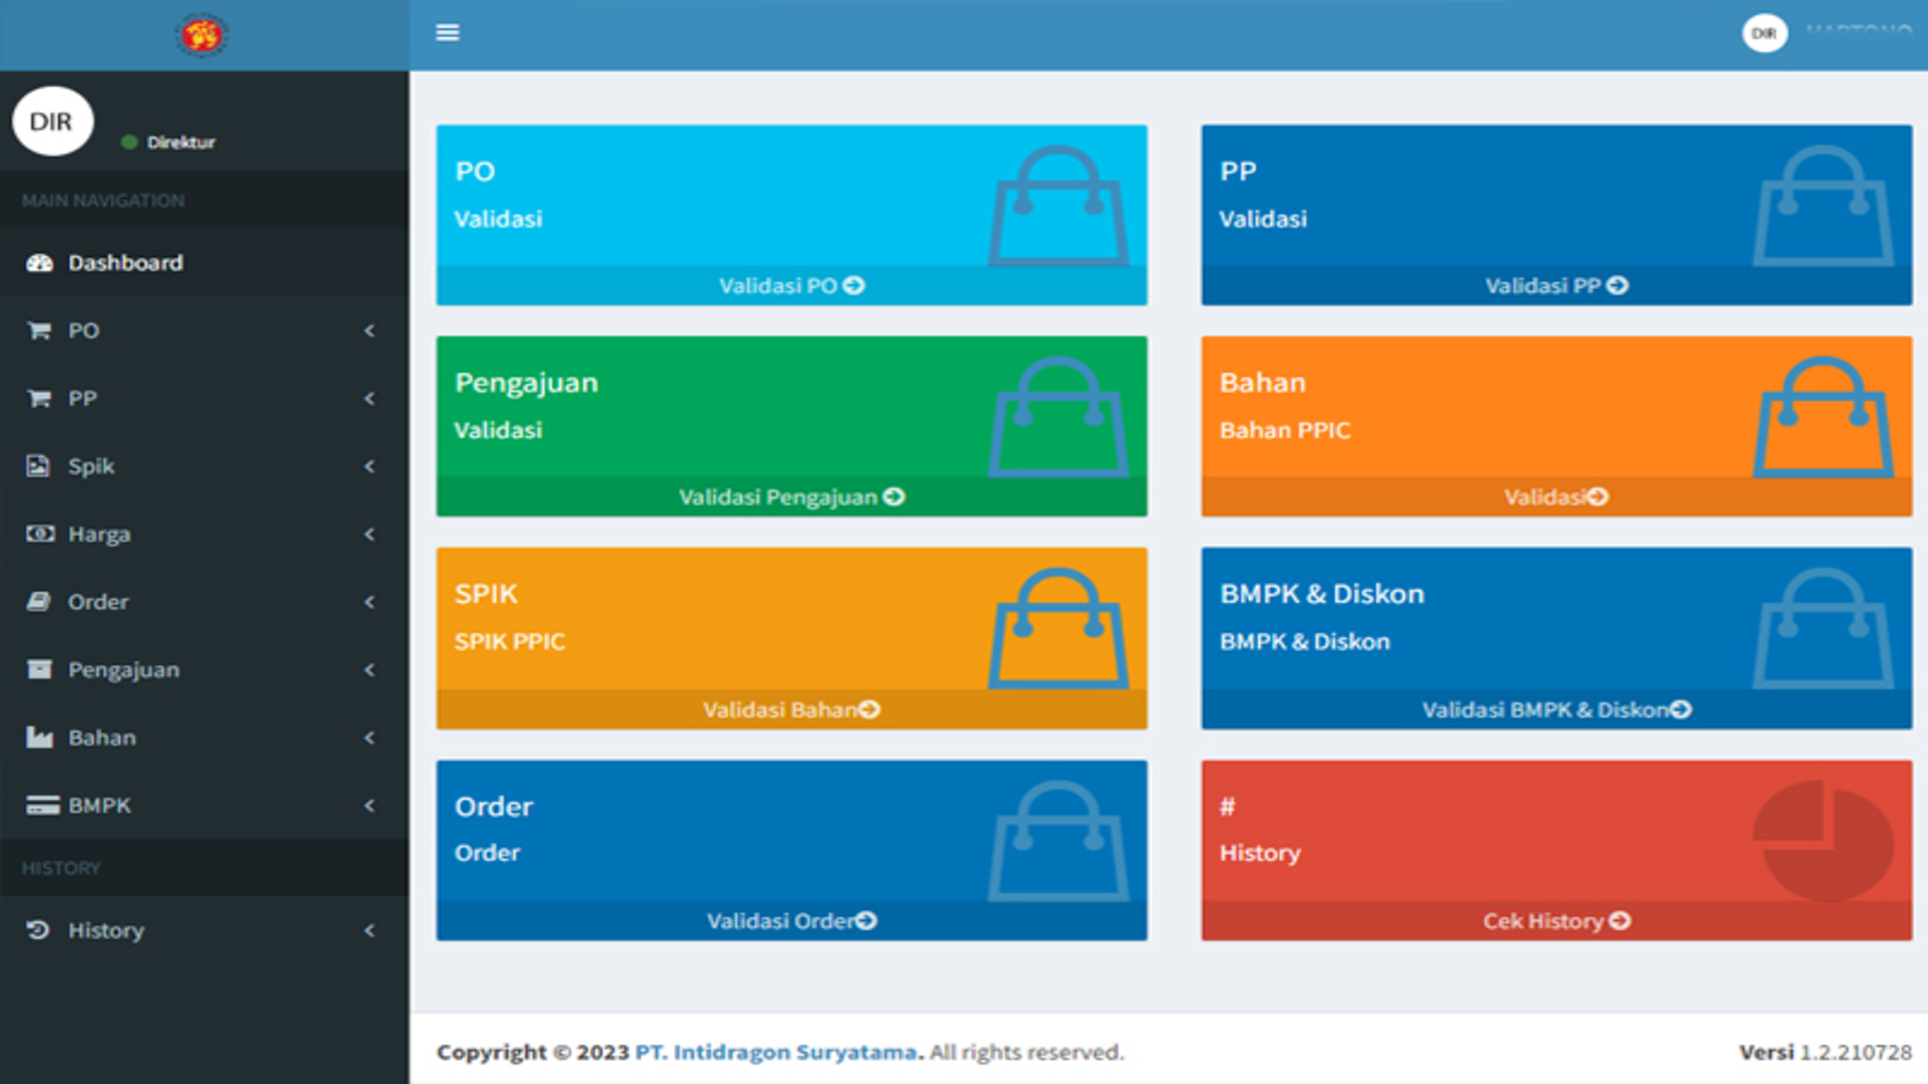 DIR
DIR
Direktur
MAIN NAVIGATION
Dashboard
PO
PP
Spik
Harga
Order
Pengajuan
Bahan
BMPK
HISTORY
History
PO
Validasi
Validasi PO
PP
Validasi
Validasi PP
Pengajuan
Validasi
Validasi Pengajuan
Bahan
Bahan PPIC
Validasi
SPIK
SPIK PPIC
Validasi Bahan
BMPK & Diskon
BMPK & Diskon
Validasi BMPK & Diskon
Order
Order
Validasi Order
#
History
Cek History
Copyright © 2023 PT. Intidragon Suryatama. All rights reserved.
Versi 1.2.210728